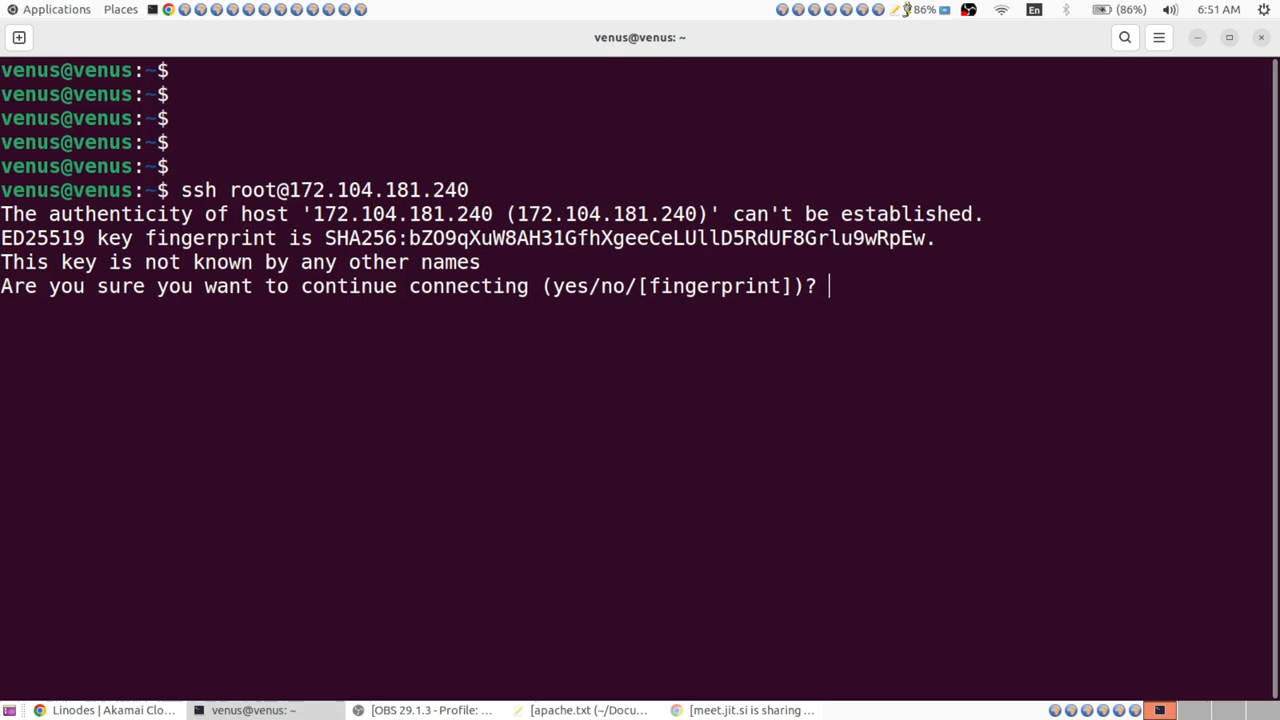 Applications Places 86% En (86%) 6:51 AM
venus@venus: ~
venus@venus:~$
venus@venus:~$
venus@venus:~$
venus@venus:~$
venus@venus:~$
venus@venus:~$ ssh root@172.104.181.240
The authenticity of host '172.104.181.240 (172.104.181.240)' can't be established.
ED25519 key fingerprint is SHA256:bZO9qXuW8AH31GfhXgeeCeLUllD5RdUF8Grlu9wRpEw.
This key is not known by any other names
Are you sure you want to continue connecting (yes/no/[fingerprint])?
Linodes | Akamai Clo... venus@venus: ~ [OBS 29.1.3 - Profile: ... [apache.txt (~/Docu... [meet.jit.si is sharing ...